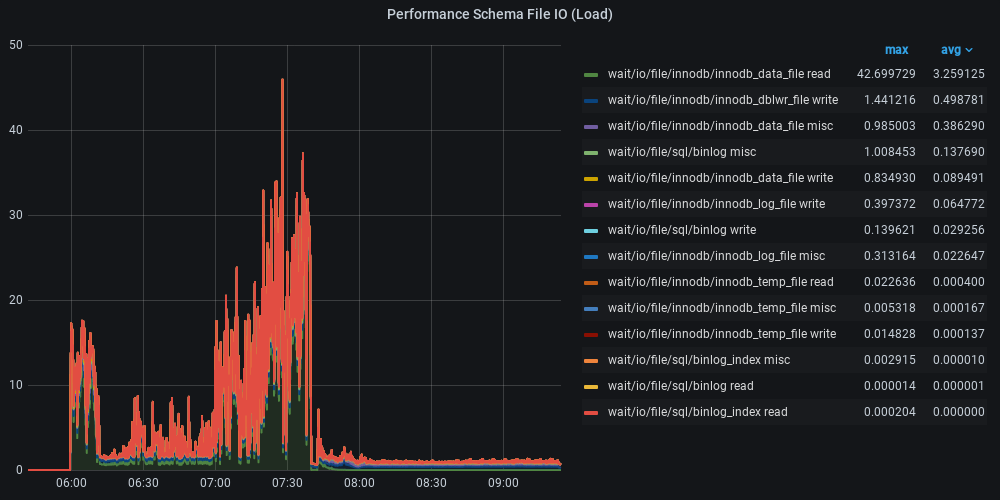 Performance Schema File IO (Load)
50
40
30
20
10
0
06:00 06:30 07:00 07:30 08:00 08:30 09:00
max avg
wait/io/file/innodb/innodb_data_file read 42.699729 3.259125
wait/io/file/innodb/innodb_dblwr_file write 1.441216 0.498781
wait/io/file/innodb/innodb_data_file misc 0.985003 0.386290
wait/io/file/sql/binlog misc 1.008453 0.137690
wait/io/file/innodb/innodb_data_file write 0.834930 0.089491
wait/io/file/innodb/innodb_log_file write 0.397372 0.064772
wait/io/file/sql/binlog write 0.139621 0.029256
wait/io/file/innodb/innodb_log_file misc 0.313164 0.022647
wait/io/file/innodb/innodb_temp_file read 0.022636 0.000400
wait/io/file/innodb/innodb_temp_file misc 0.005318 0.000167
wait/io/file/innodb/innodb_temp_file write 0.014828 0.000137
wait/io/file/sql/binlog_index misc 0.002915 0.000010
wait/io/file/sql/binlog read 0.000014 0.000001
wait/io/file/sql/binlog_index read 0.000204 0.000000